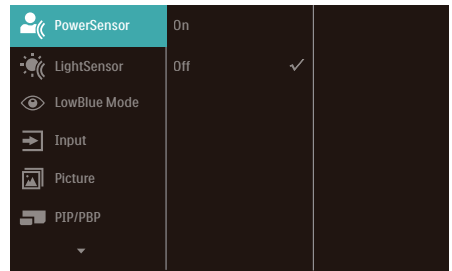 PowerSensor
On
LightSensor
Off
LowBlue Mode
Input
Picture
PIP/PBP